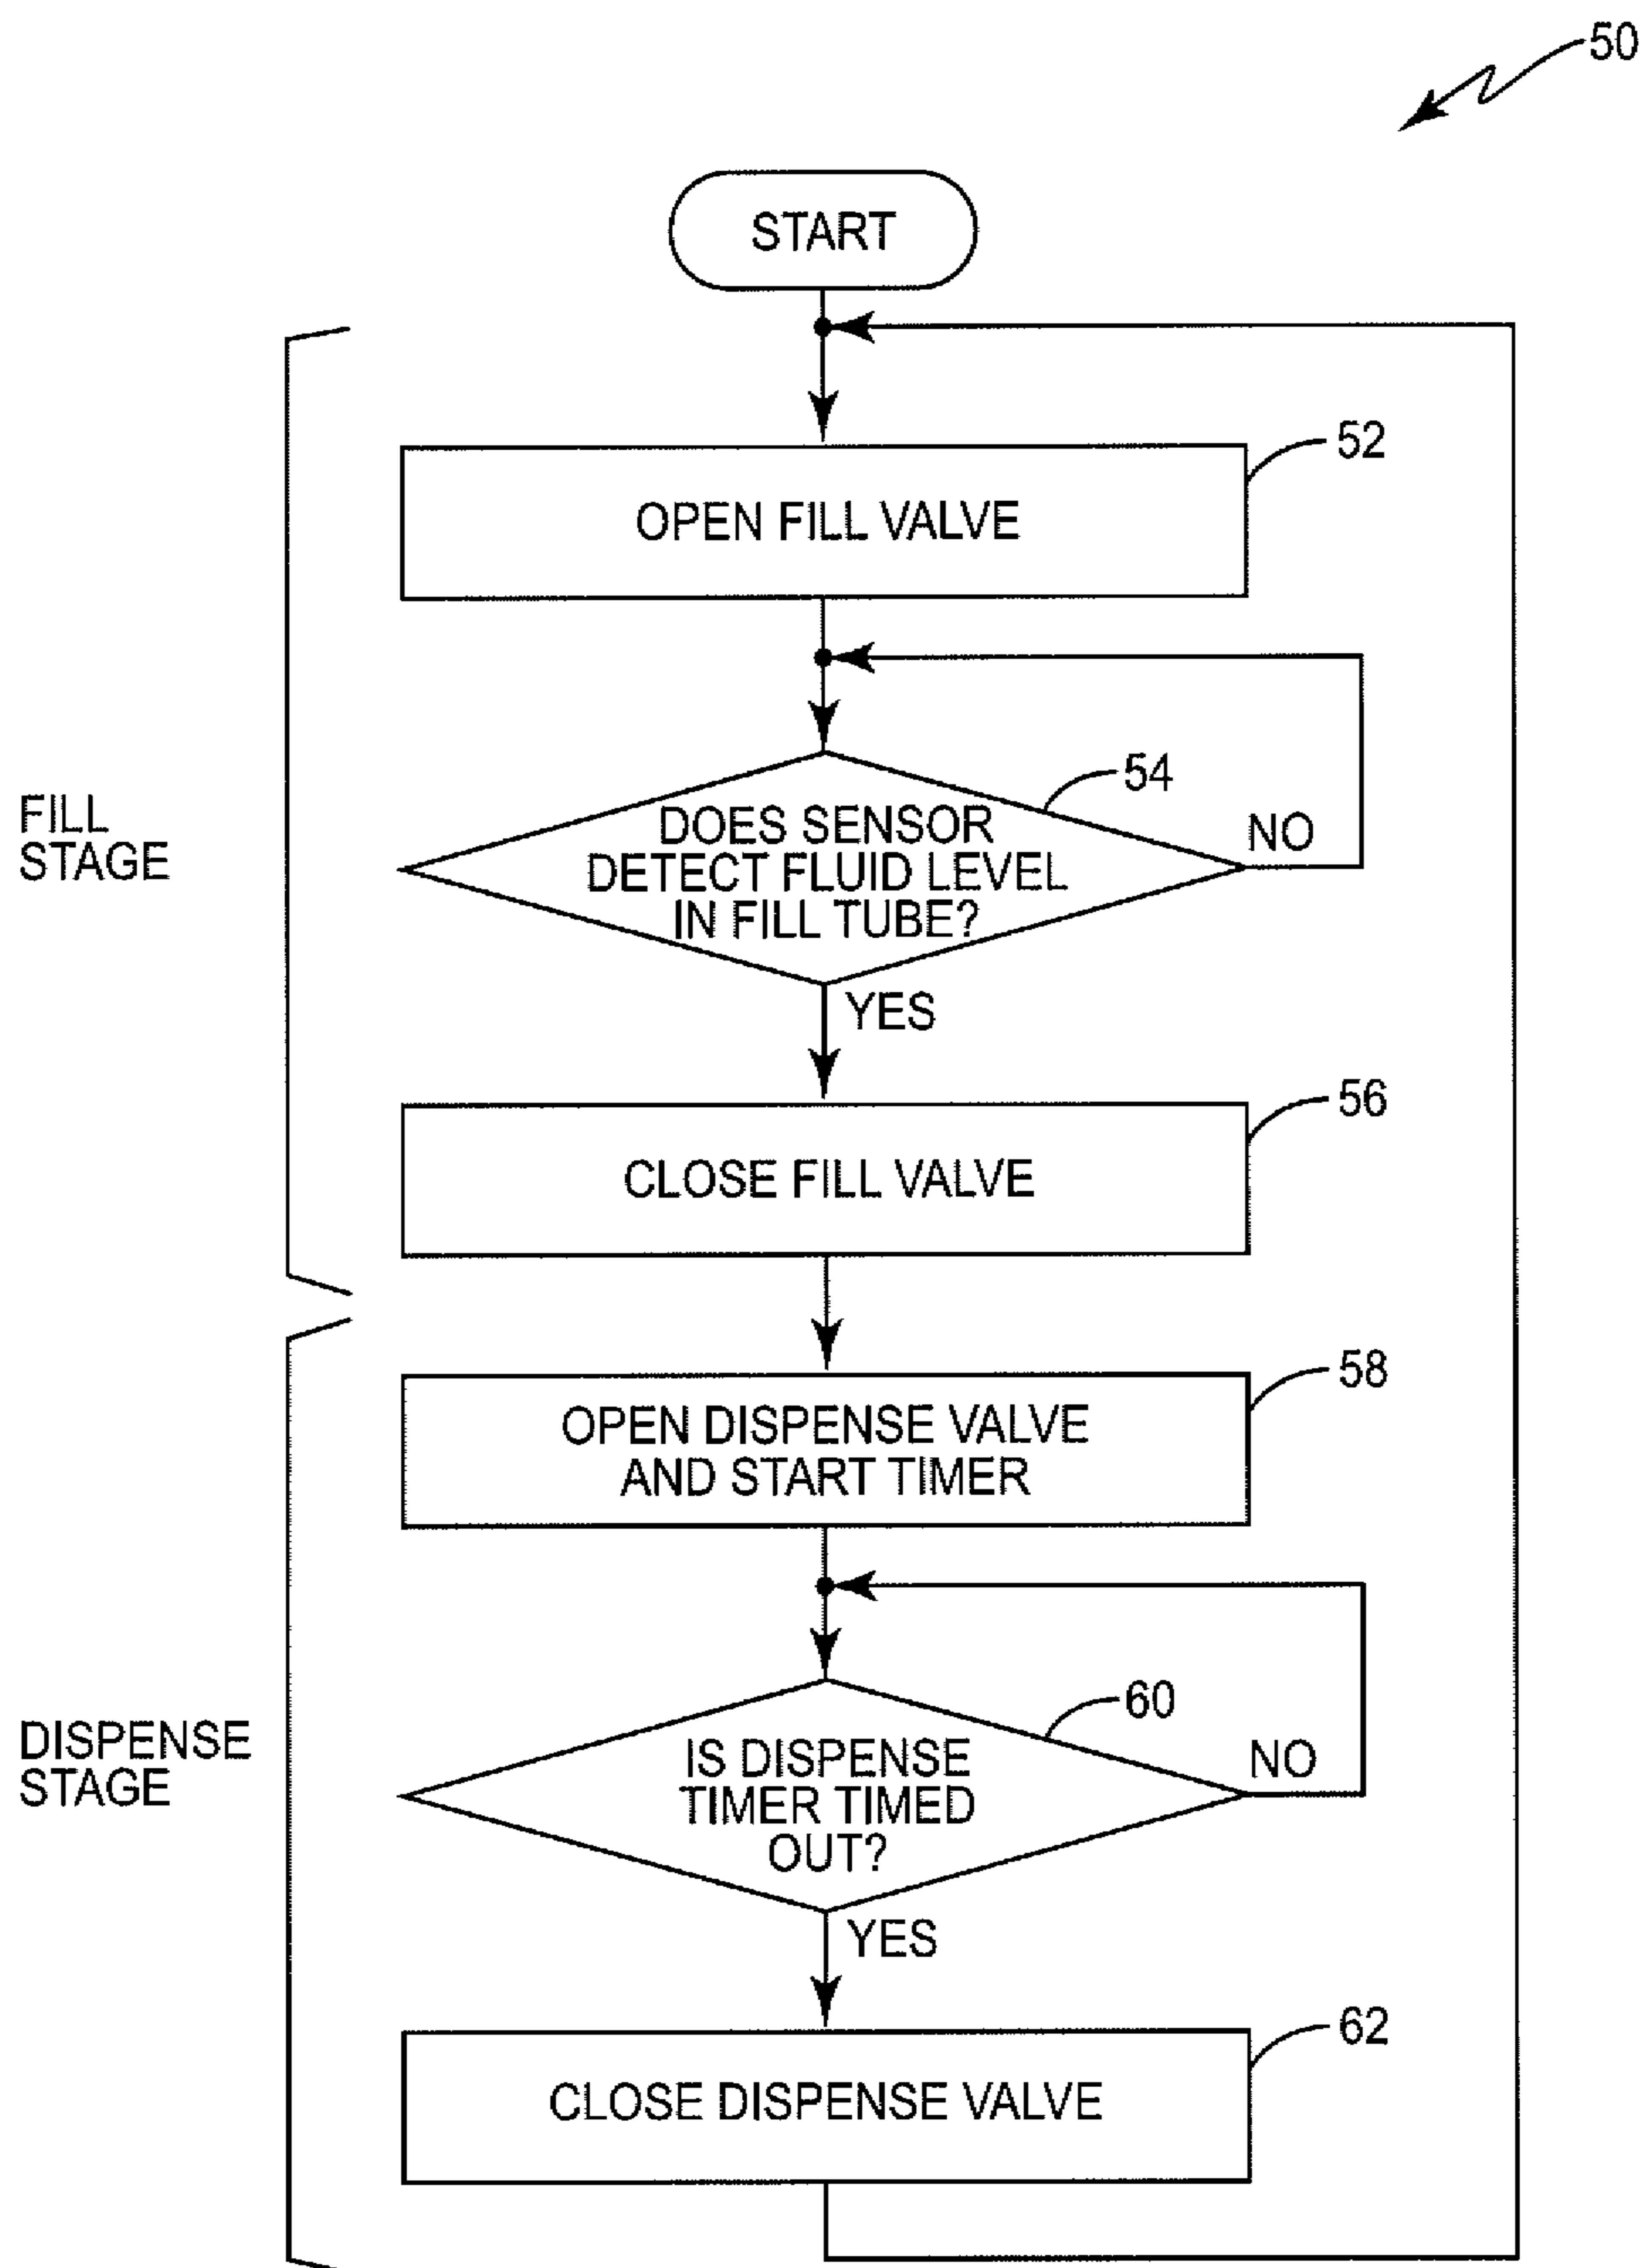 50
START
52
OPEN FILL VALVE
54
DOES SENSOR
DETECT FLUID LEVEL
IN FILL TUBE?
NO
FILL
STAGE
YES
56
CLOSE FILL VALVE
58
OPEN DISPENSE VALVE
AND START TIMER
60
IS DISPENSE
TIMER TIMED
OUT?
NO
DISPENSE
STAGE
YES
62
CLOSE DISPENSE VALVE